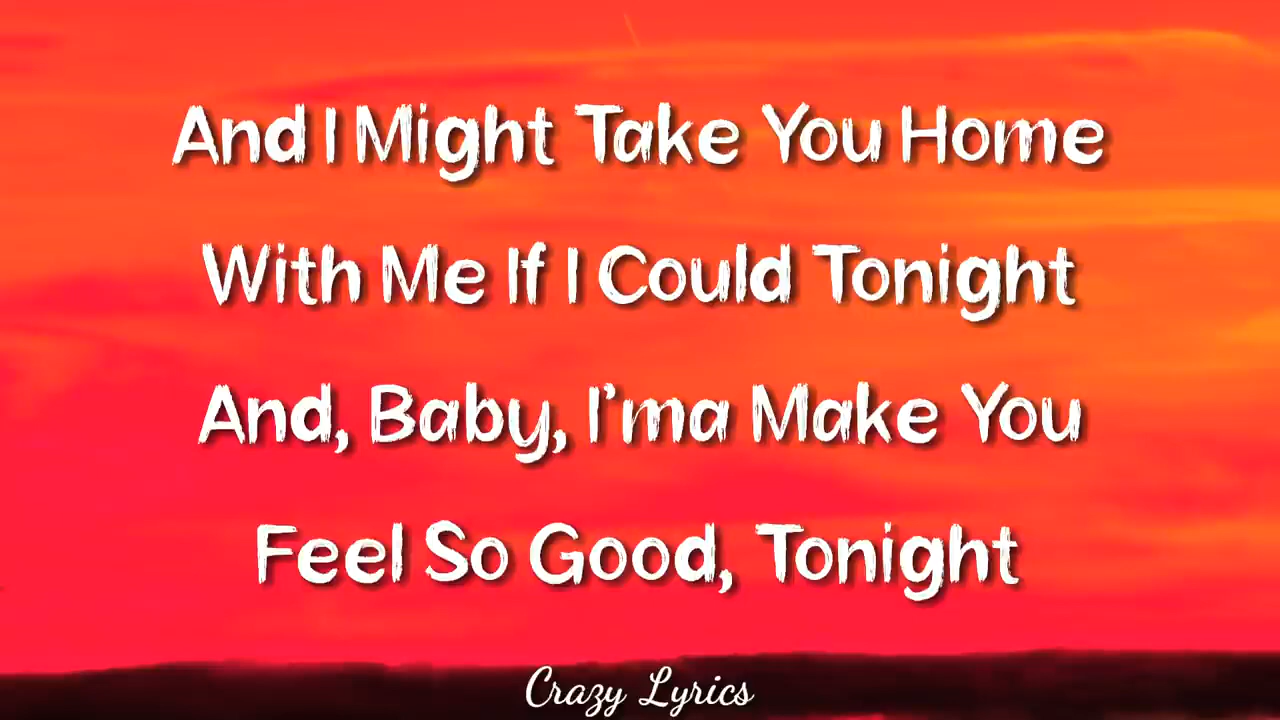 And I Might Take You Home
With Me If I Could Tonight
And, Baby, I'ma Make You
Feel So Good, Tonight
Crazy Lyrics